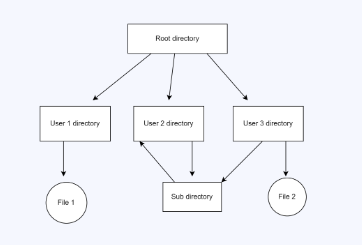 Root directory
User 1 directory
User 2 directory
User 3 directory
File 1
Sub directory
File 2